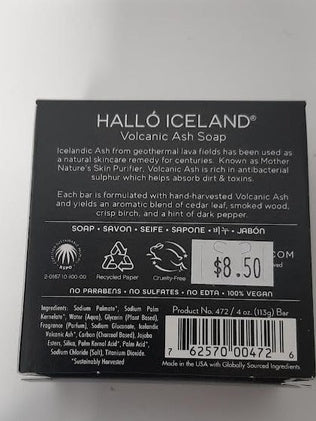 HALLÓ ICELAND®
Volcanic Ash Soap
Icelandic Ash from geothermal lava fields has been used as
a natural skincare remedy for centuries. Known as Mother
Nature's Skin Purifier, Volcanic Ash is rich in antibacterial
sulphur which helps absorb dirt & toxins.
Each bar is formulated with hand-harvested Volcanic Ash
and yields an aromatic blend of cedar leaf, smoked wood,
crisp birch, and a hint of dark pepper.
SOAP • SAVON • SEIFE • SAPONE • 비누 • JABÓN
RSPO
Recycled Paper
Cruelty-Free
$8.50
.COM
NO PARABENS • NO SULFATES • NO EDTA • 100% VEGAN
Ingredients: Sodium Palmate*, Sodium Palm
Kernelate*, Water (Aqua), Glycerin (Plant Based),
Fragrance (Parfum), Sodium Gluconate, Icelandic
Volcanic Ash*, Carbon (Charcoal), Jojoba
Esters, Silica, Palm Kernel Acid*, Palm Acid*,
Sodium Chloride (Salt), Titanium Dioxide.
*Sustainably Harvested
Product No. 472 / 4 oz. (113g) Bar
7 62570 00472 6
Made in the USA with Globally Sourced Ingredients